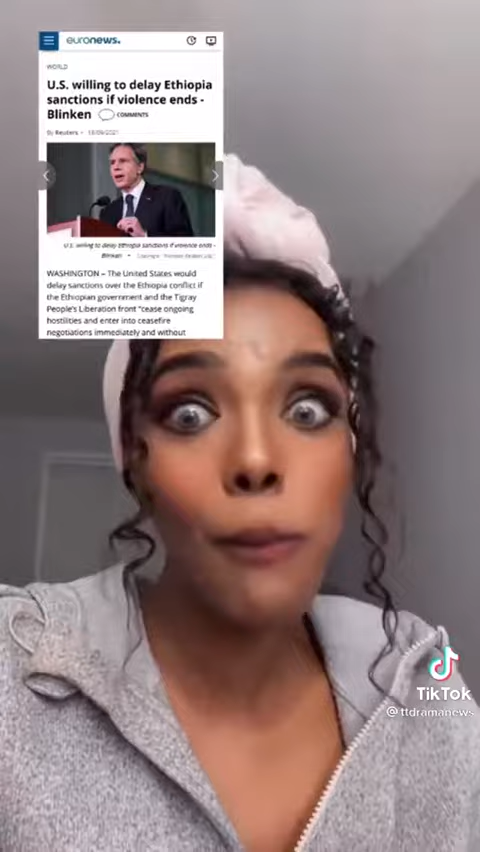 euronews.
WORLD
U.S. willing to delay Ethiopia
sanctions if violence ends -
Blinken COMMENTS
By Reuters • 18/09/2021
U.S. willing to delay Ethiopia sanctions if violence ends -
Blinken •
WASHINGTON – The United States would
delay sanctions over the Ethiopia conflict if
the Ethiopian government and the Tigray
People's Liberation front "cease ongoing
hostilities and enter into ceasefire
negotiations immediately and without
TikTok
@ttdramanews